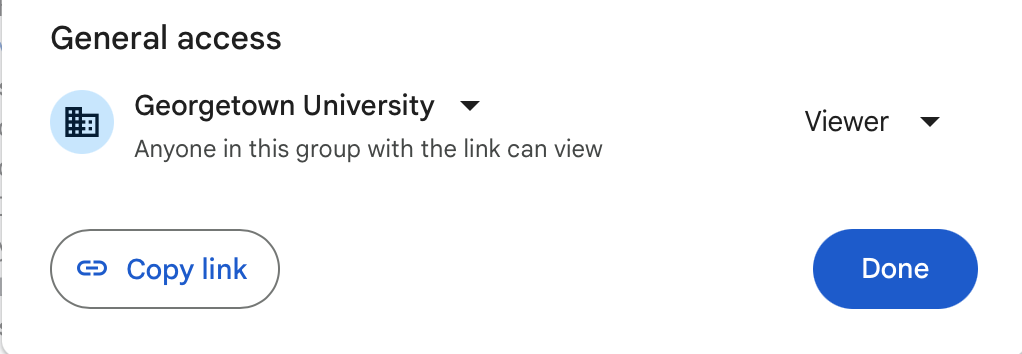 General access
Georgetown University
Viewer
Anyone in this group with the link can view
Copy link
Done